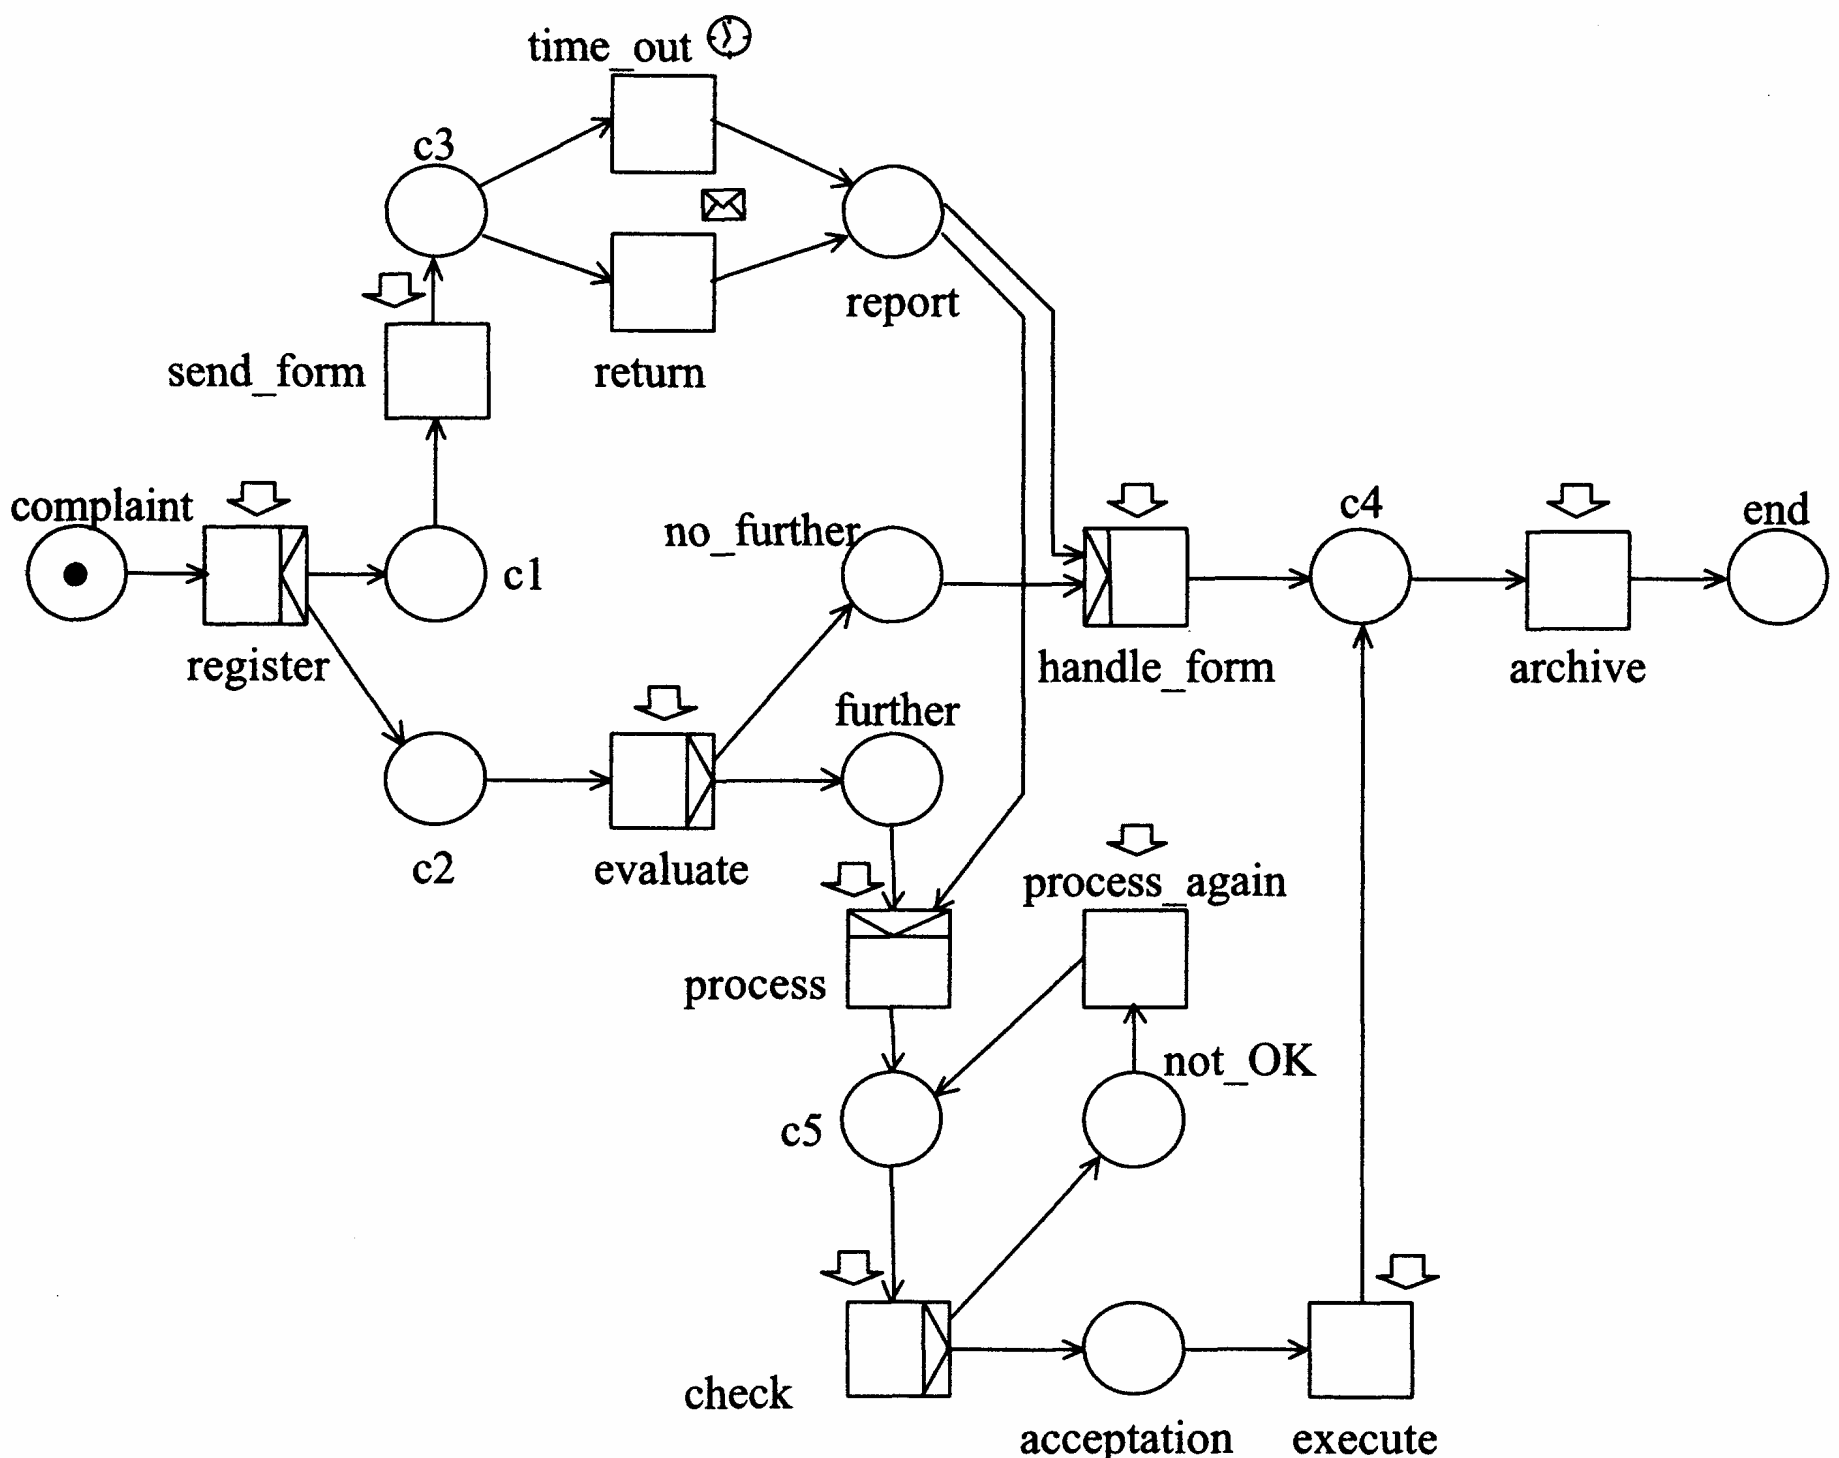 time_out
c3
report
send_form
return
complaint
no_further
c1
c4
end
register
handle_form
archive
further
c2
evaluate
process_again
process
not_OK
c5
check
acceptation
execute